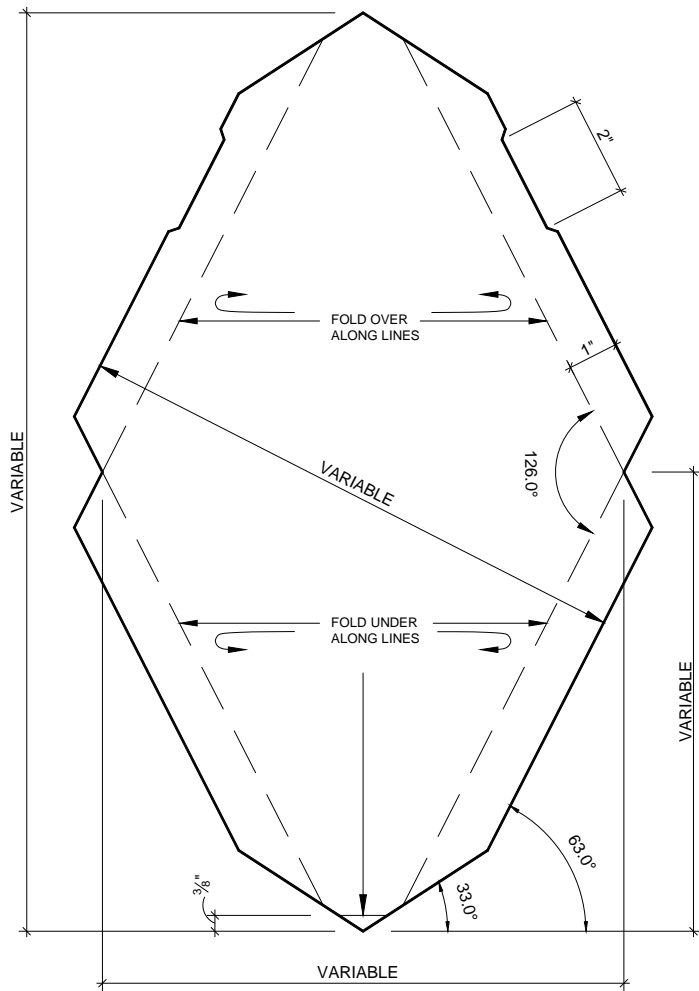 2"
FOLD OVER
ALONG LINES
1"
VARIABLE
126.0°
VARIABLE
FOLD UNDER
ALONG LINES
VARIABLE
63.0°
33.0°
3/8"
VARIABLE